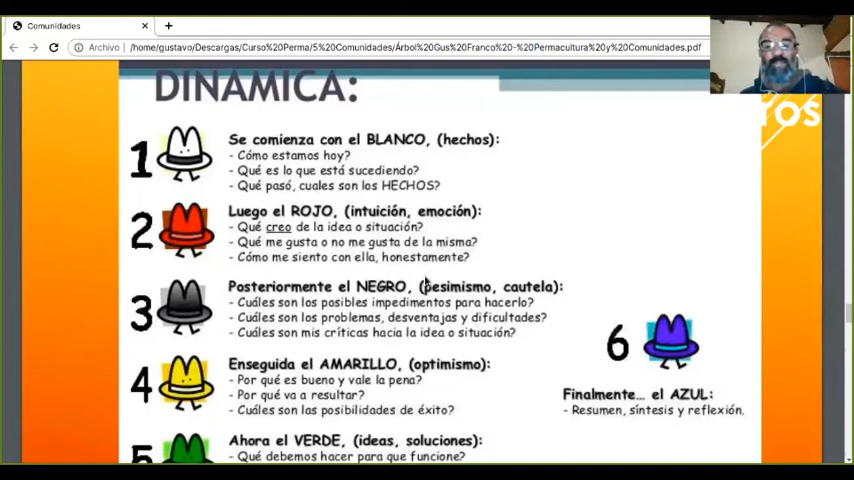 Comunidades
Archivo
/home/gustavo/Descargas/Curso%20Perma/5%20Comunidades/Árbol%20Gus%20Franco%20-%20Permacultura%20y%20Comunidades.pdf
DINAMICA:
TOS
1
Se comienza con el BLANCO, (hechos):
- Cómo estamos hoy?
- Qué es lo que está sucediendo?
- Qué pasó, cuales son los HECHOS?
2
Luego el ROJO, (intuición, emoción):
- Qué creo de la idea o situación?
- Qué me gusta o no me gusta de la misma?
- Cómo me siento con ella, honestamente?
3
Posteriormente el NEGRO, (pesimismo, cautela):
- Cuáles son los posibles impedimentos para hacerlo?
- Cuáles son los problemas, desventajas y dificultades?
- Cuáles son mis críticas hacia la idea o situación?
4
Enseguida el AMARILLO, (optimismo):
- Por qué es bueno y vale la pena?
- Por qué va a resultar?
- Cuáles son las posibilidades de éxito?
5
Ahora el VERDE, (ideas, soluciones):
- Qué debemos hacer para que funcione?
6
Finalmente... el AZUL:
- Resumen, síntesis y reflexión.